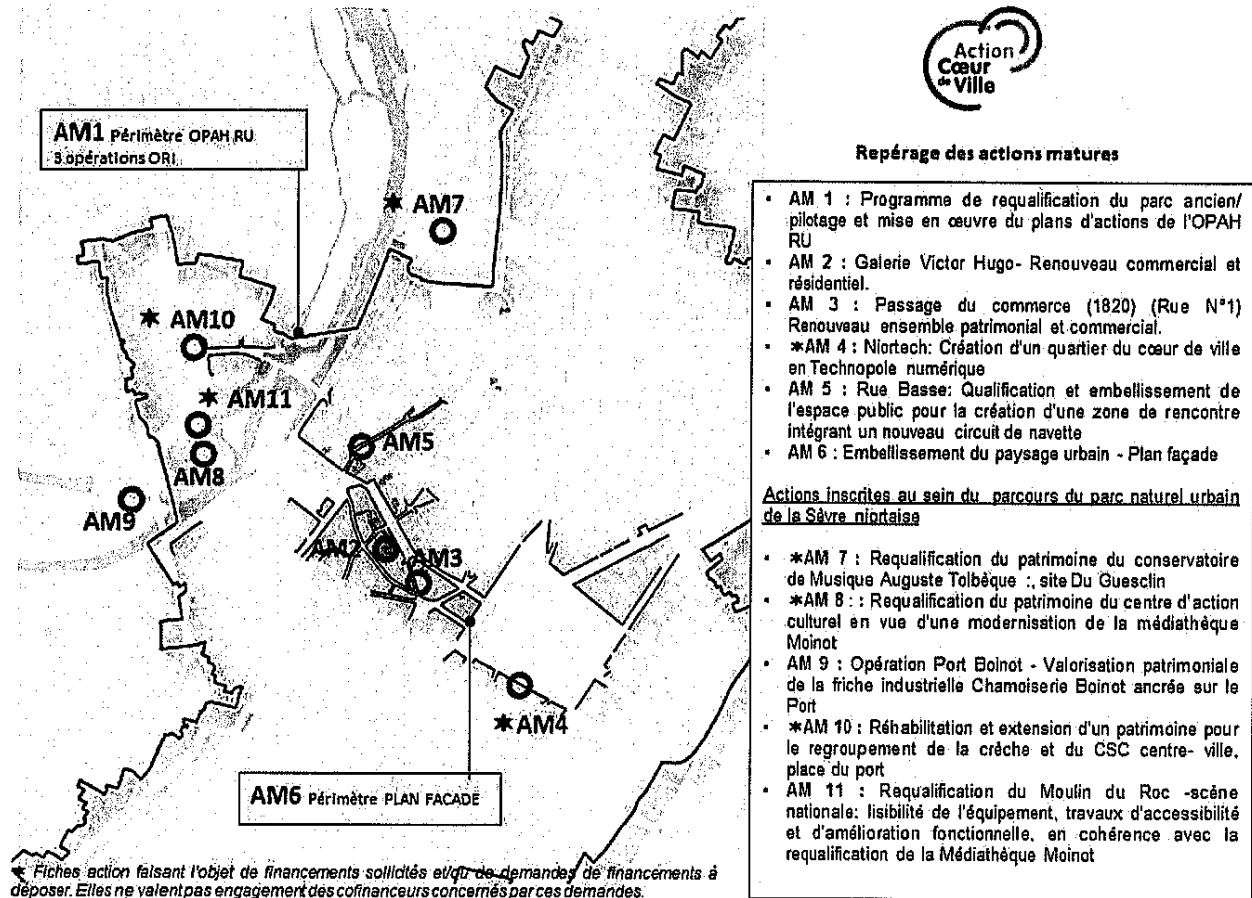 Action
Cœur
de Ville
Repérage des actions matures
AM1 Périmètre OPAH RU
3 opérations ORI
AM7
AM10
AM11
AM8
AM9
AM5
AM2
AM3
AM4
AM6 Périmètre PLAN FACADE
* Fiches action faisant l'objet de financements sollicités et/ou de demandes de financements à
déposer. Elles ne valent pas engagement des cofinanceurs concernés par ces demandes.
• AM 1 : Programme de requalification du parc ancien/
pilotage et mise en œuvre du plans d'actions de l'OPAH
RU
• AM 2 : Galerie Victor Hugo- Renouveau commercial et
résidentiel.
• AM 3 : Passage du commerce (1820) (Rue N°1)
Renouveau ensemble patrimonial et commercial.
• *AM 4 : Niortech: Création d'un quartier du cœur de ville
en Technopole numérique
• AM 5 : Rue Basse: Qualification et embellissement de
l'espace public pour la création d'une zone de rencontre
intégrant un nouveau circuit de navette
• AM 6 : Embellissement du paysage urbain - Plan façade
Actions inscrites au sein du parcours du parc naturel urbain
de la Sèvre niortaise
• *AM 7 : Requalification du patrimoine du conservatoire
de Musique Auguste Tolbèque :, site Du Guesclin
• *AM 8 : : Requalification du patrimoine du centre d'action
culturel en vue d'une modernisation de la médiathèque
Moinot
• AM 9 : Opération Port Boinot - Valorisation patrimoniale
de la friche industrielle Chamoiserie Boinot ancrée sur le
Port
• *AM 10 : Réhabilitation et extension d'un patrimoine pour
le regroupement de la crèche et du CSC centre- ville,
place du port
• AM 11 : Requalification du Moulin du Roc -scène
nationale: lisibilité de l'équipement, travaux d'accessibilité
et d'amélioration fonctionnelle, en cohérence avec la
requalification de la Médiathèque Moinot